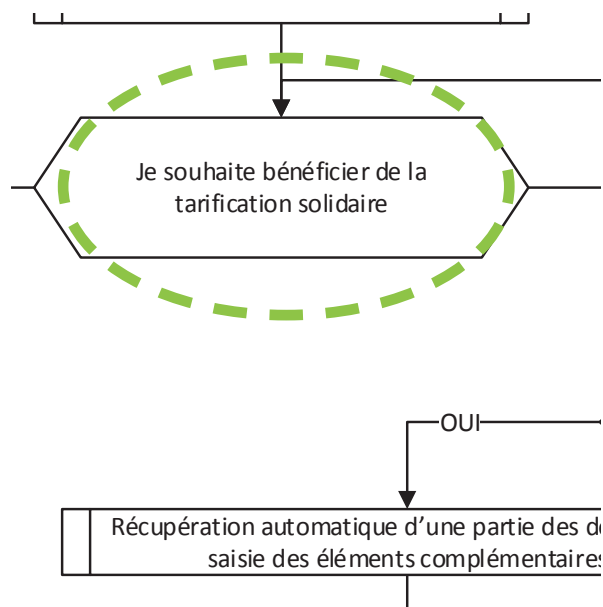 Je souhaite bénéficier de la
tarification solidaire
OUI
Récupération automatique d'une partie des
saisie des éléments complémentaires